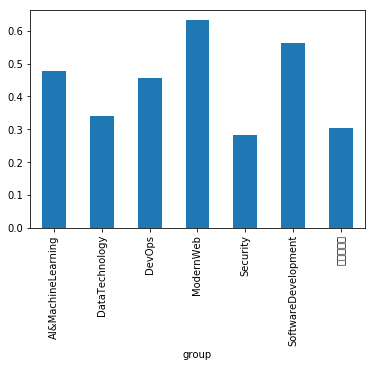 0.6
0.5
0.4
0.3
0.2
0.1
0.0
AI&MachineLearning
DataTechnology
DevOps
ModernWeb
Security
SoftwareDevelopment
group